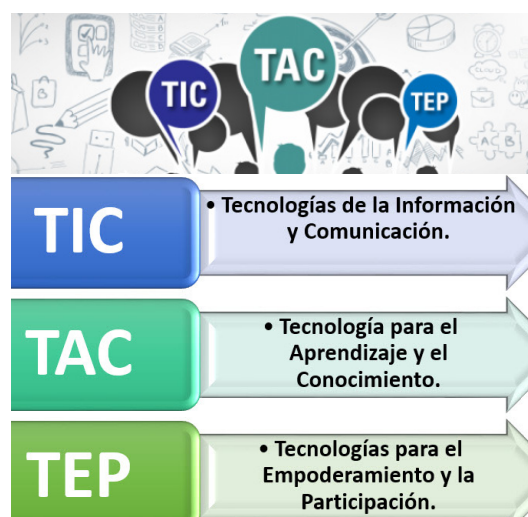 TIC
TAC
TEP
TIC
• Tecnologías de la Información
y Comunicación.
TAC
• Tecnología para el
Aprendizaje y el
Conocimiento.
TEP
• Tecnologías para el
Empoderamiento y la
Participación.